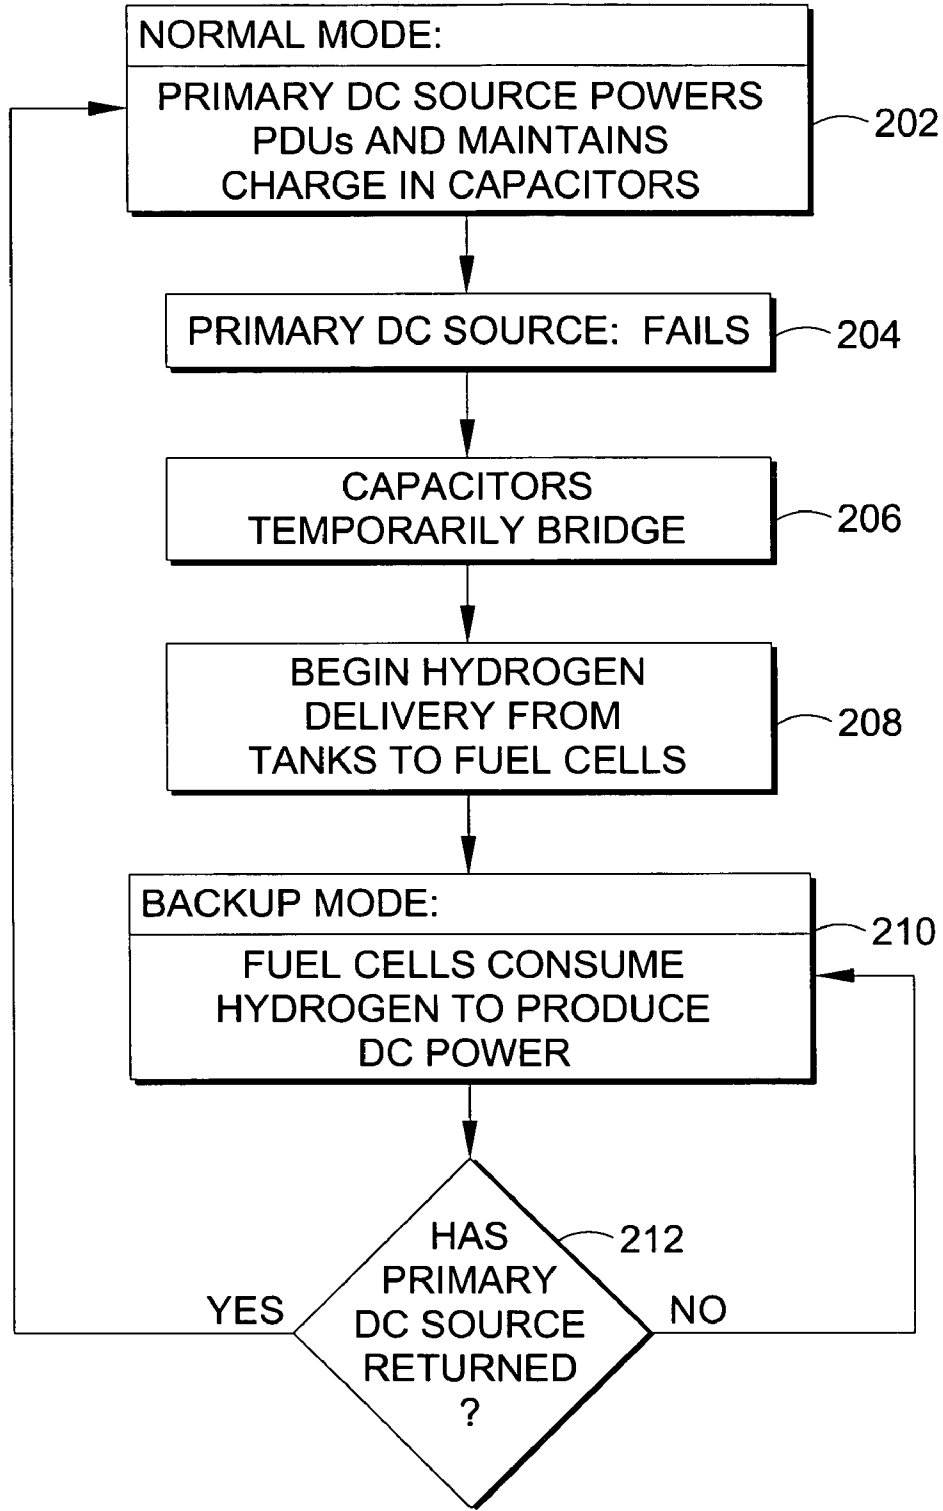 NORMAL MODE:
PRIMARY DC SOURCE POWERS
PDUs AND MAINTAINS
CHARGE IN CAPACITORS
202
PRIMARY DC SOURCE: FAILS
204
CAPACITORS
TEMPORARILY BRIDGE
206
BEGIN HYDROGEN
DELIVERY FROM
TANKS TO FUEL CELLS
208
BACKUP MODE:
210
FUEL CELLS CONSUME
HYDROGEN TO PRODUCE
DC POWER
HAS
PRIMARY
DC SOURCE
RETURNED
?
212
YES
NO